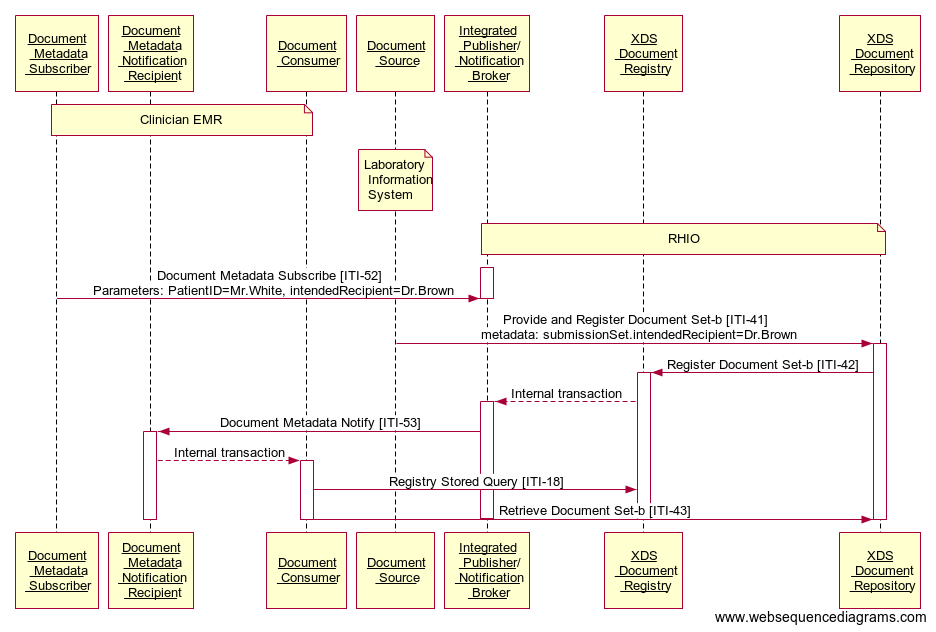 Document
Metadata
Subscriber
Document
Metadata
Notification
Recipient
Document
Consumer
Document
Source
Integrated
Publisher/
Notification
Broker
XDS
Document
Registry
XDS
Document
Repository
Clinician EMR
Laboratory
Information
System
RHIO
Document Metadata Subscribe [ITI-52]
Parameters: PatientID=Mr.White, intendedRecipient=Dr.Brown
Provide and Register Document Set-b [ITI-41]
metadata: submissionSet.intendedRecipient=Dr.Brown
Register Document Set-b [ITI-42]
Internal transaction
Document Metadata Notify [ITI-53]
Internal transaction
Registry Stored Query [ITI-18]
Retrieve Document Set-b [ITI-43]
Document
Metadata
Subscriber
Document
Metadata
Notification
Recipient
Document
Consumer
Document
Source
Integrated
Publisher/
Notification
Broker
XDS
Document
Registry
XDS
Document
Repository
www.websequencediagrams.com